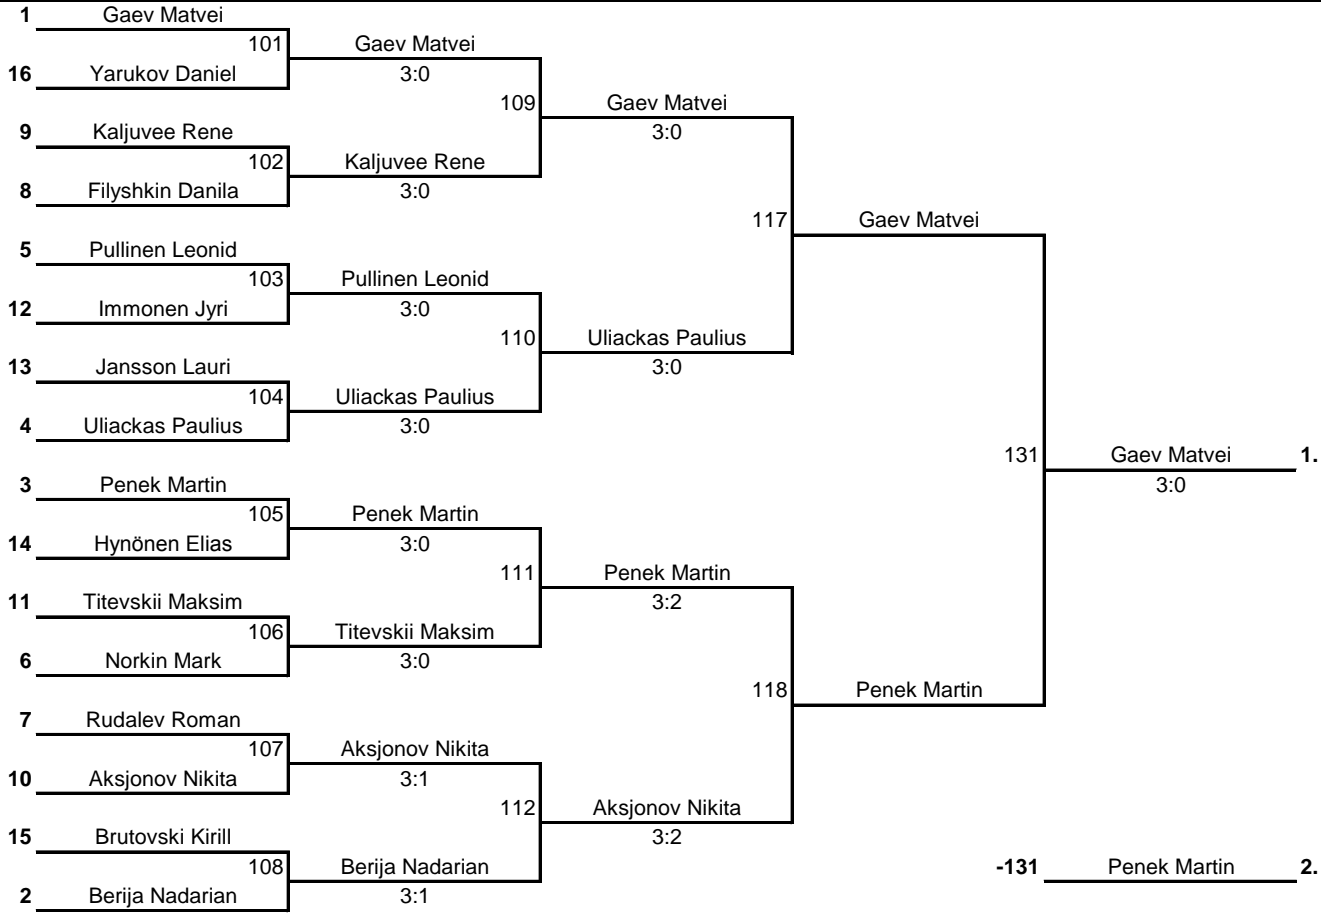 1 Gaev Matvei
101 Gaev Matvei
16 Yarukov Daniel 3:0
109 Gaev Matvei
9 Kaljuvee Rene 3:0
102 Kaljuvee Rene
8 Filyshkin Danila 3:0
117 Gaev Matvei
5 Pullinen Leonid
103 Pullinen Leonid
12 Immonen Jyri 3:0
110 Uliackas Paulius
13 Jansson Lauri 3:0
104 Uliackas Paulius
4 Uliackas Paulius 3:0
131 Gaev Matvei 1.
3 Penek Martin 3:0
105 Penek Martin
14 Hynönen Elias 3:0
111 Penek Martin
11 Titevskii Maksim 3:2
106 Titevskii Maksim
6 Norkin Mark 3:0
118 Penek Martin
7 Rudalev Roman
107 Aksjonov Nikita
10 Aksjonov Nikita 3:1
112 Aksjonov Nikita
15 Brutovski Kirill 3:2
108 Berija Nadarian -131 Penek Martin 2.
2 Berija Nadarian 3:1